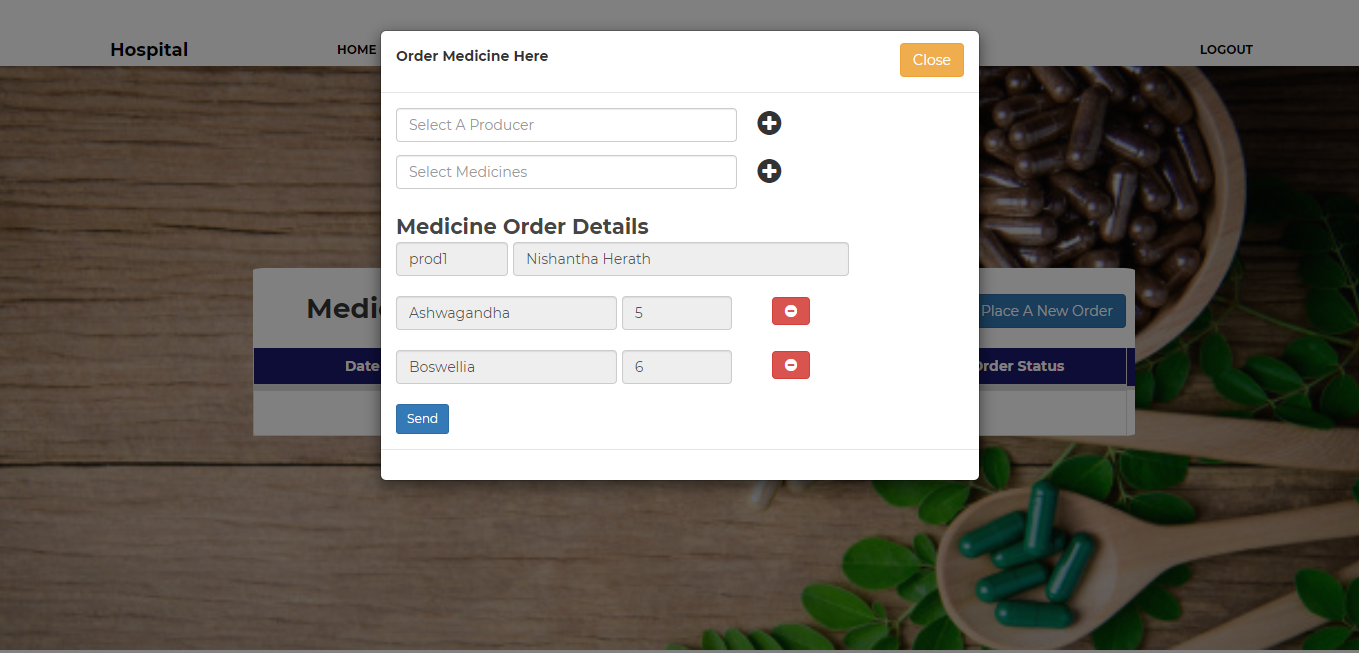 Hospital
HOME
LOGOUT
Order Medicine Here
Close
Select A Producer
Select Medicines
Medicine Order Details
prod1 Nishantha Herath
Ashwagandha 5
Boswellia 6
Send
Place A New Order
Date
Order Status